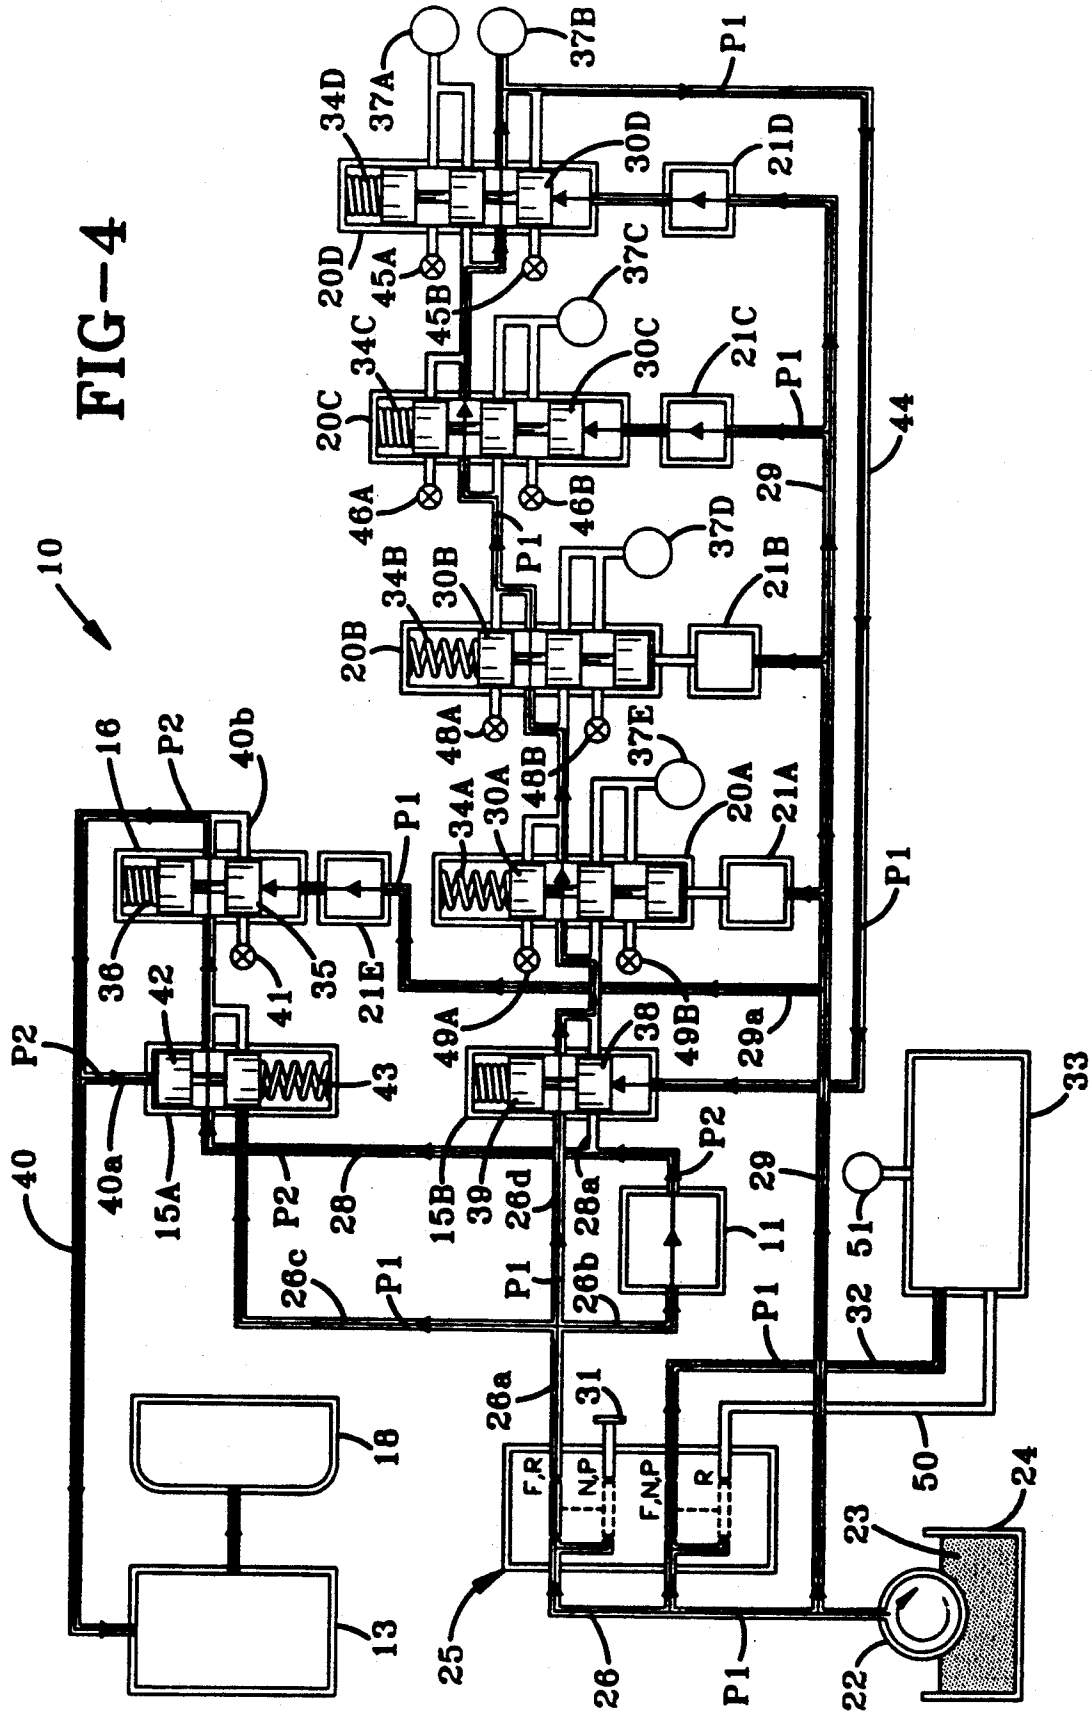 FIG-4
10
40
P2
40a
15A
42
36
16
P2
40b
41
35
21E
P1
43
P2
28
26c
P1
18
13
37A
37B
34D
20D
45A
30D
P1
21D
45B
37C
34C
20C
46A
30C
21C
46B
P1
P1
29
44
34B
30B
20B
48A
37D
21B
48B
37E
34A
30A
20A
21A
49A
49B
29a
P1
38
15B
39
26d
28a
P2
11
P1
26b
26a
31
F,R
N,P
F,N,P
R
25
26
P1
22
23
24
50
P1
32
29
51
33